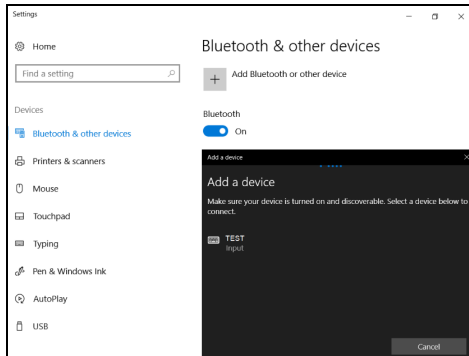 Settings
Home
Find a setting
Devices
Bluetooth & other devices
Printers & scanners
Mouse
Touchpad
Typing
Pen & Windows Ink
AutoPlay
USB
Bluetooth & other devices
Add Bluetooth or other device
Bluetooth
On
Add a device
Add a device
Make sure your device is turned on and discoverable. Select a device below to
connect.
TEST
Input
Cancel